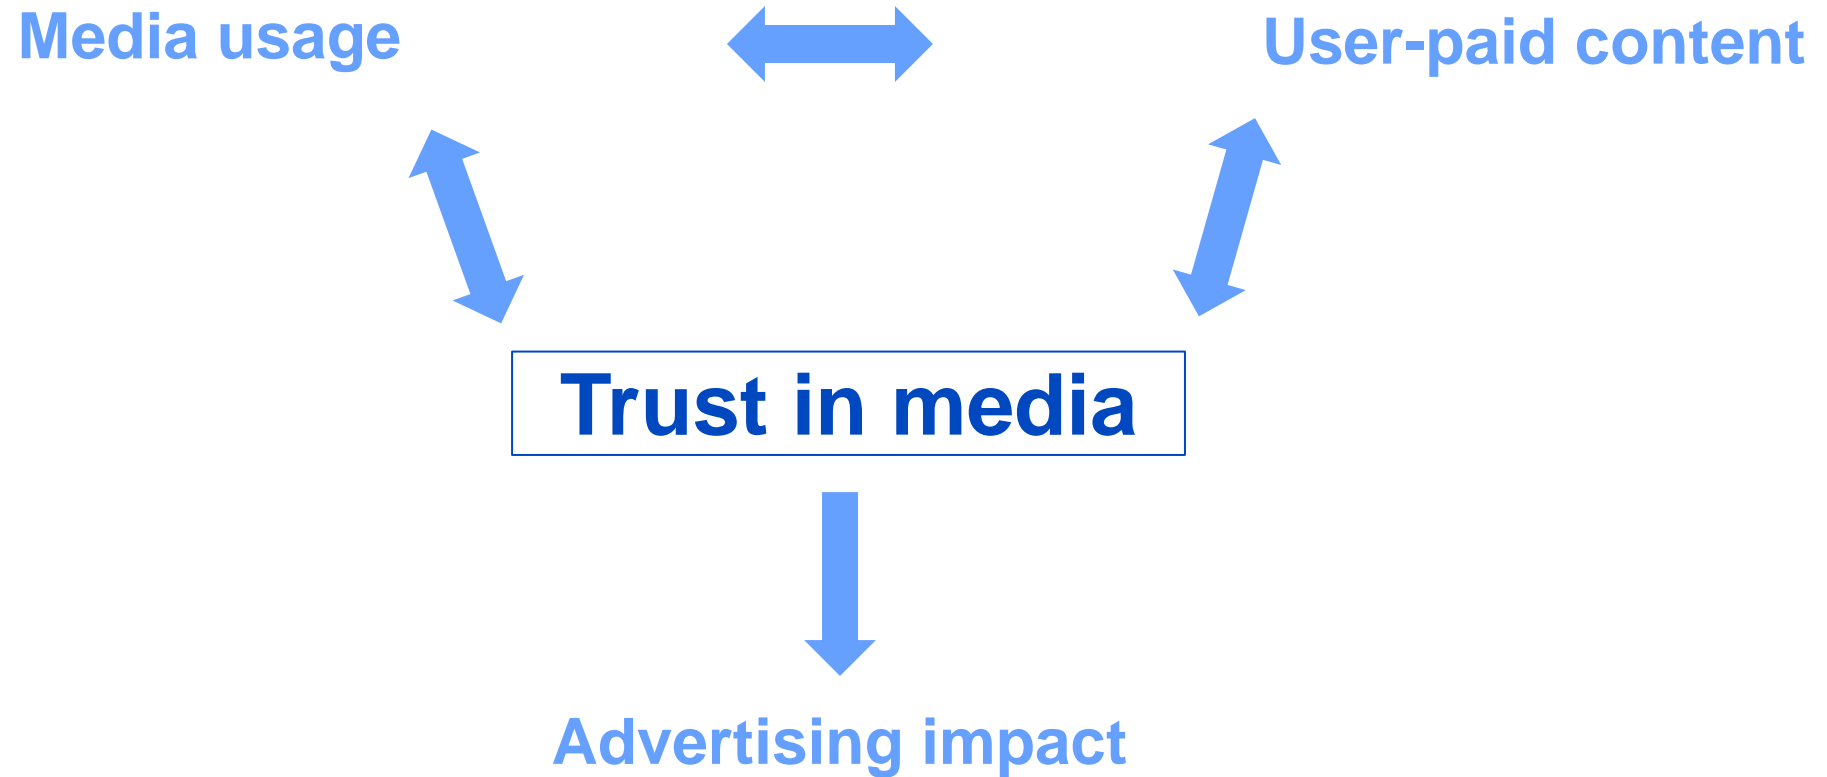 Media usage
User-paid content
Trust in media
Advertising impact